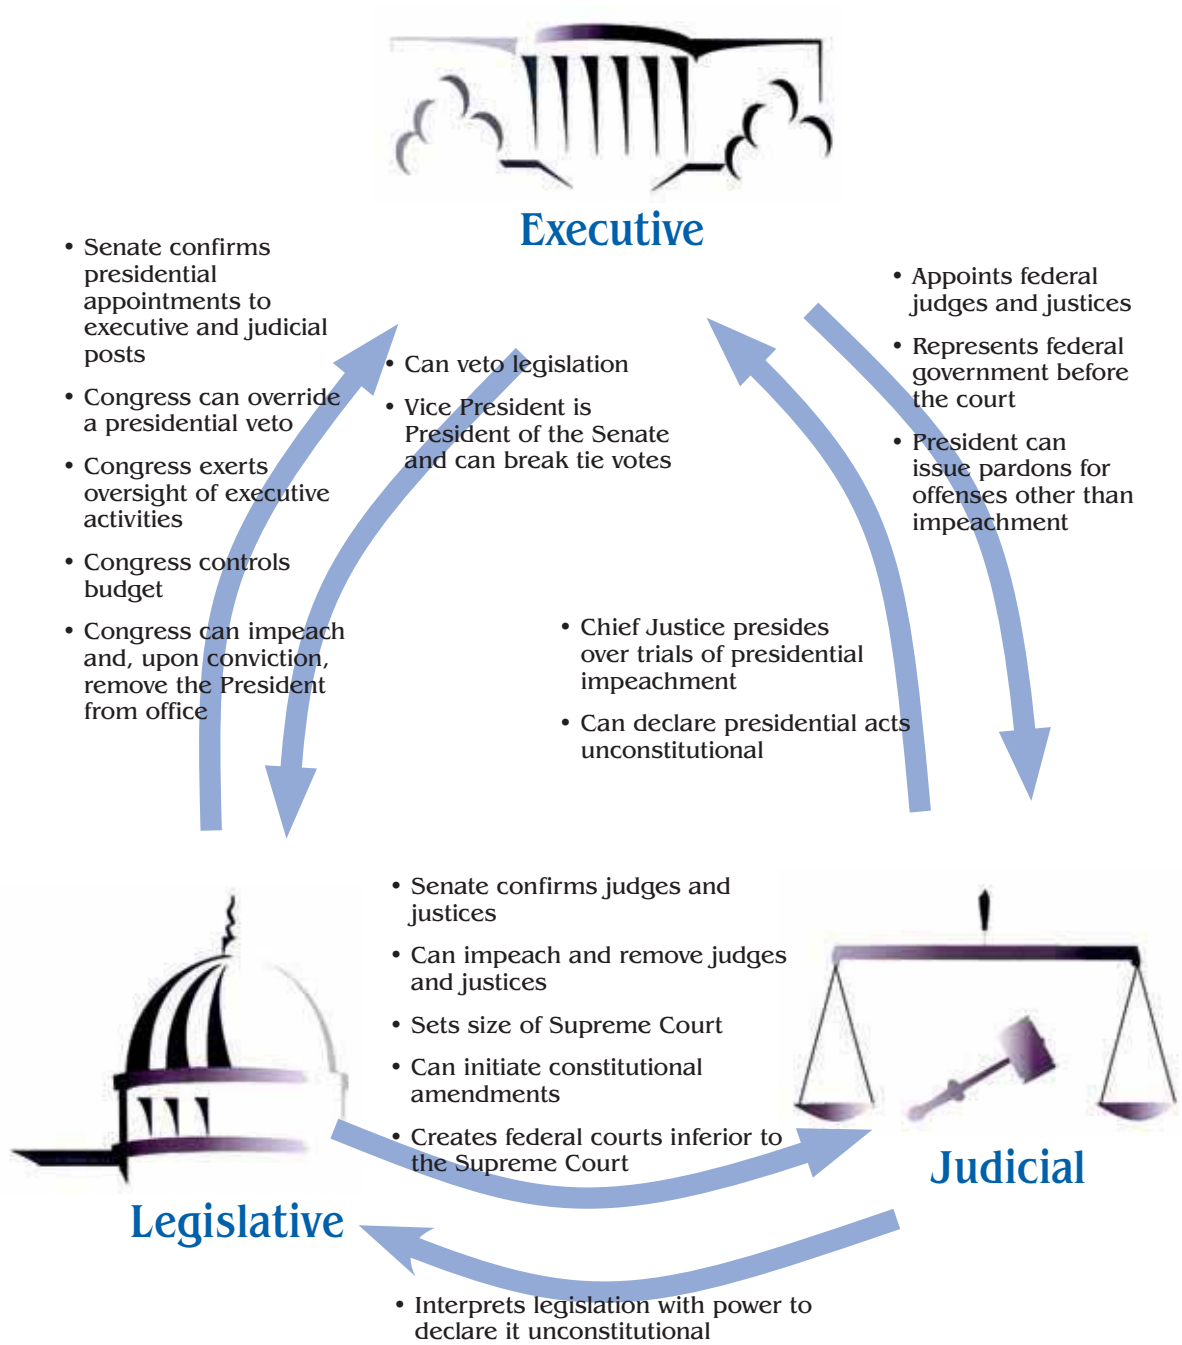 Executive
• Senate confirms
presidential
appointments to
executive and judicial
posts
• Congress can override
a presidential veto
• Congress exerts
oversight of executive
activities
• Congress controls
budget
• Congress can impeach
and, upon conviction,
remove the President
from office
• Can veto legislation
• Vice President is
President of the Senate
and can break tie votes
• Appoints federal
judges and justices
• Represents federal
government before
the court
• President can
issue pardons for
offenses other than
impeachment
• Chief Justice presides
over trials of presidential
impeachment
• Can declare presidential acts
unconstitutional
• Senate confirms judges and
justices
• Can impeach and remove judges
and justices
• Sets size of Supreme Court
• Can initiate constitutional
amendments
• Creates federal courts inferior to
the Supreme Court
Judicial
Legislative
• Interprets legislation with power to
declare it unconstitutional